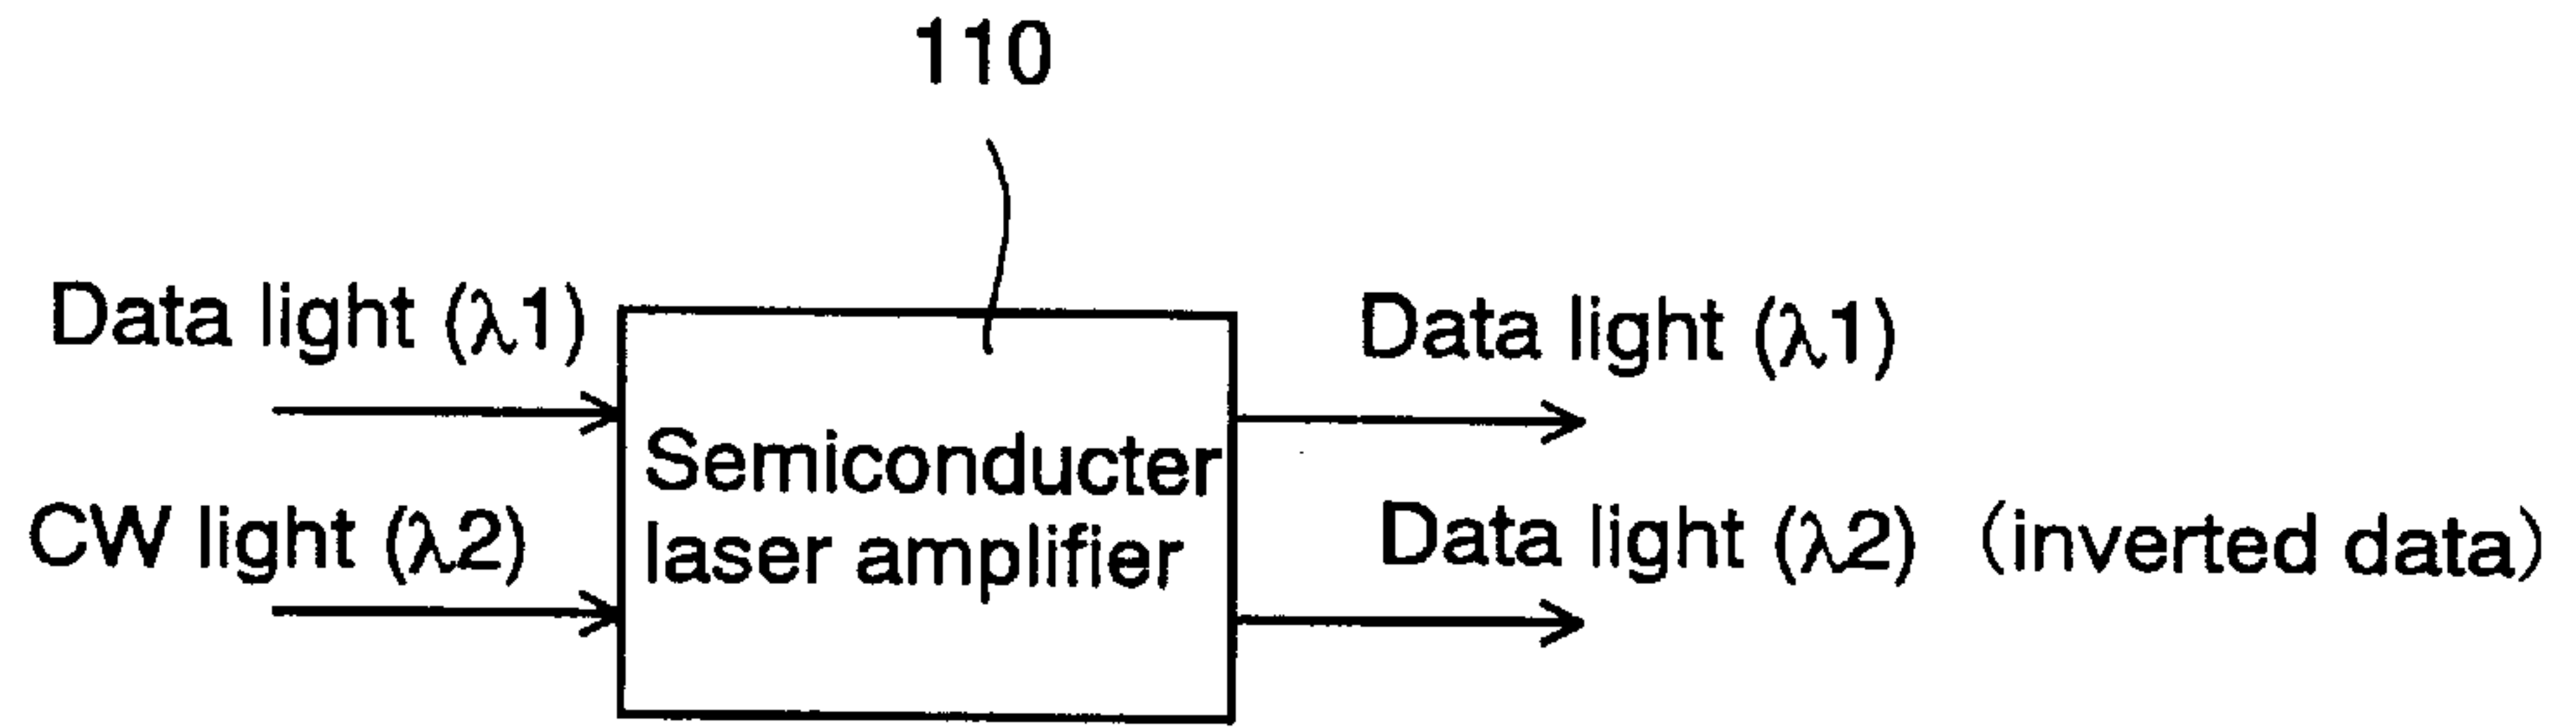 110
Data light (λ1)
Data light (λ1)
Semiconducter
laser amplifier
CW light (λ2)
Data light (λ2) (inverted data)